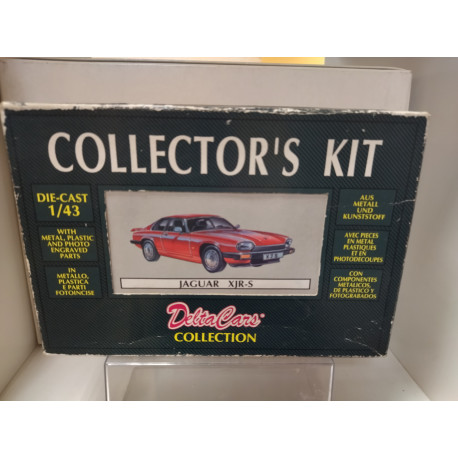 COLLECTOR'S KIT
DIE-CAST
1/43
WITH
METAL, PLASTIC
AND PHOTO
ENGRAVED
PARTS
IN
METALLO,
PLASTICA
E PARTI
FOTOINCISE
JAGUAR XJR-S
AUS
METALL
UND
KUNSTSTOFF
AVEC PIECES
EN METAL
PLASTIQUES
ET EN
PHOTODECOUPES
CON
COMPONENTES
METALICOS,
DE PLASTICO Y
FOTOGRABADOS
DeltaCars
COLLECTION